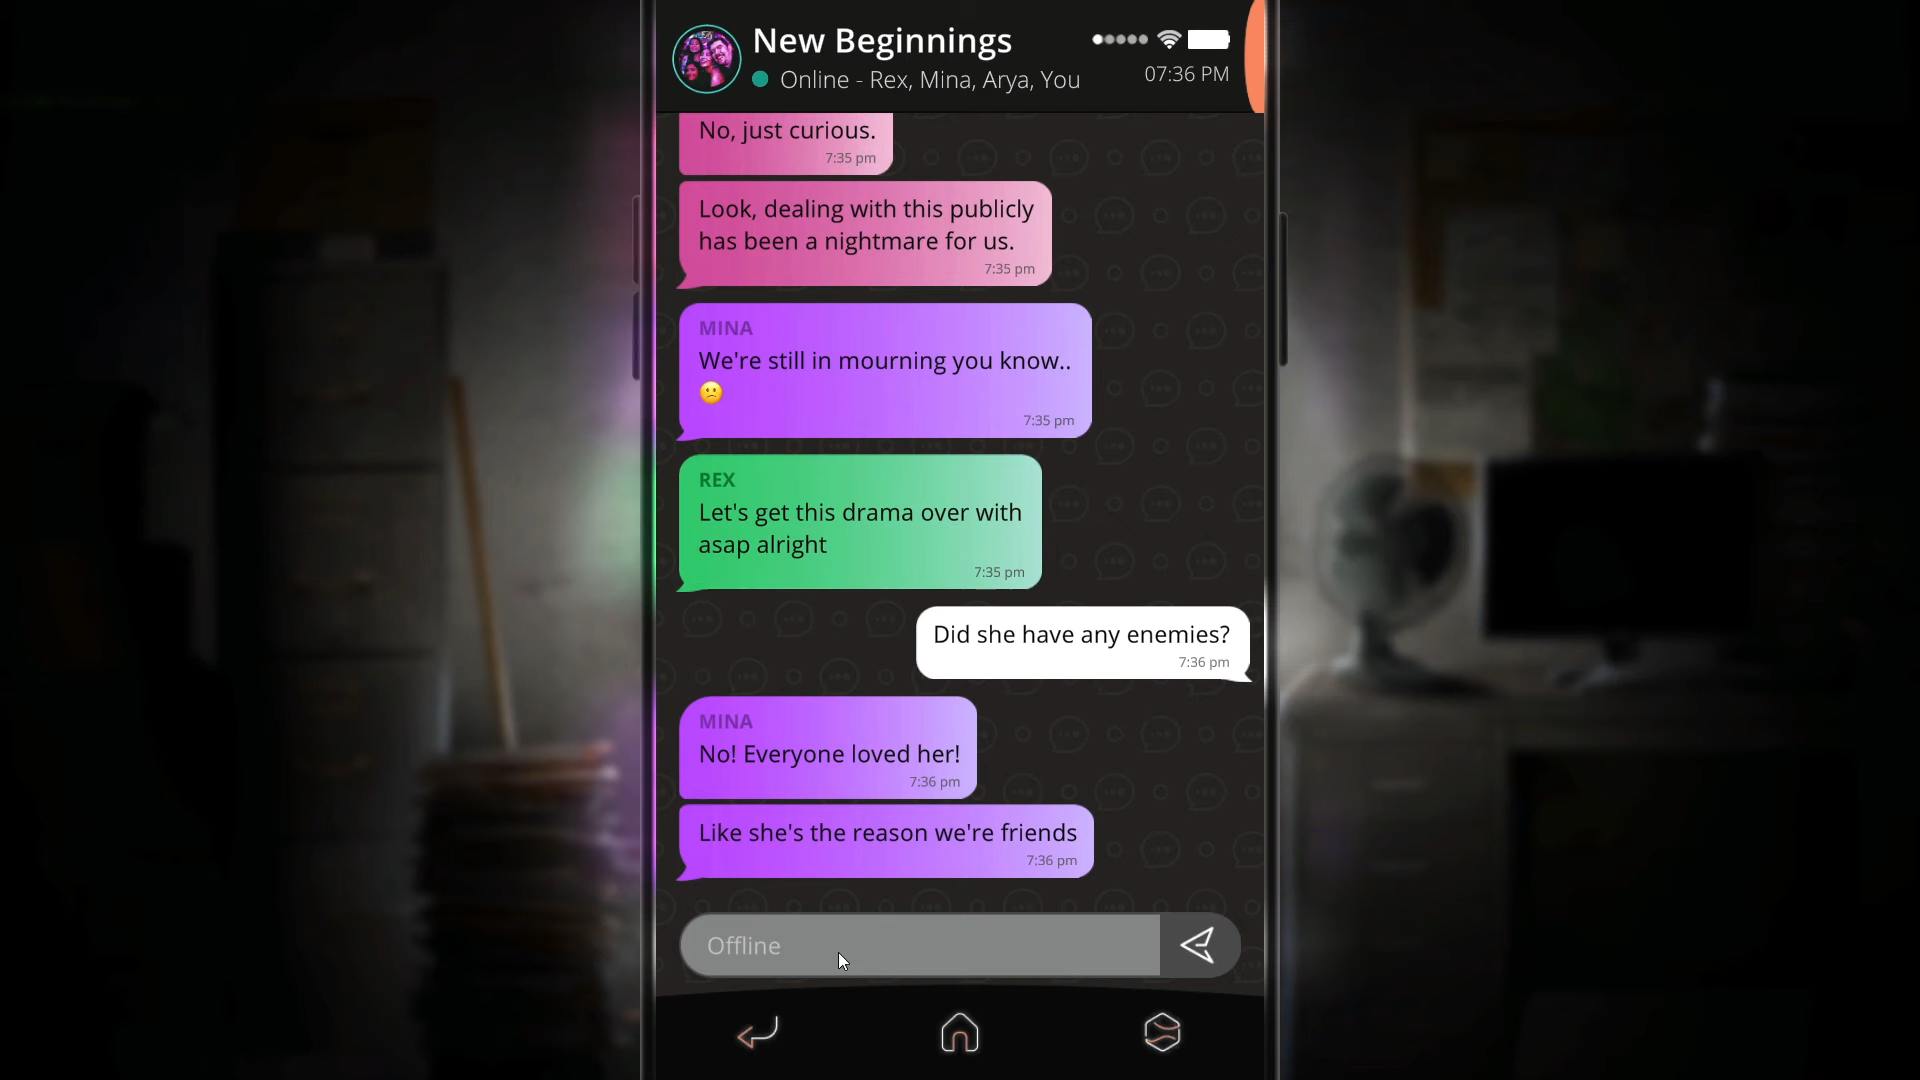 New Beginnings
Online - Rex, Mina, Arya, You
07:36 PM
No, just curious.
7:35 pm
Look, dealing with this publicly
has been a nightmare for us.
7:35 pm
MINA
We're still in mourning you know..
🙁
7:35 pm
REX
Let's get this drama over with
asap alright
7:35 pm
Did she have any enemies?
7:36 pm
MINA
No! Everyone loved her!
7:36 pm
Like she's the reason we're friends
7:36 pm
Offline